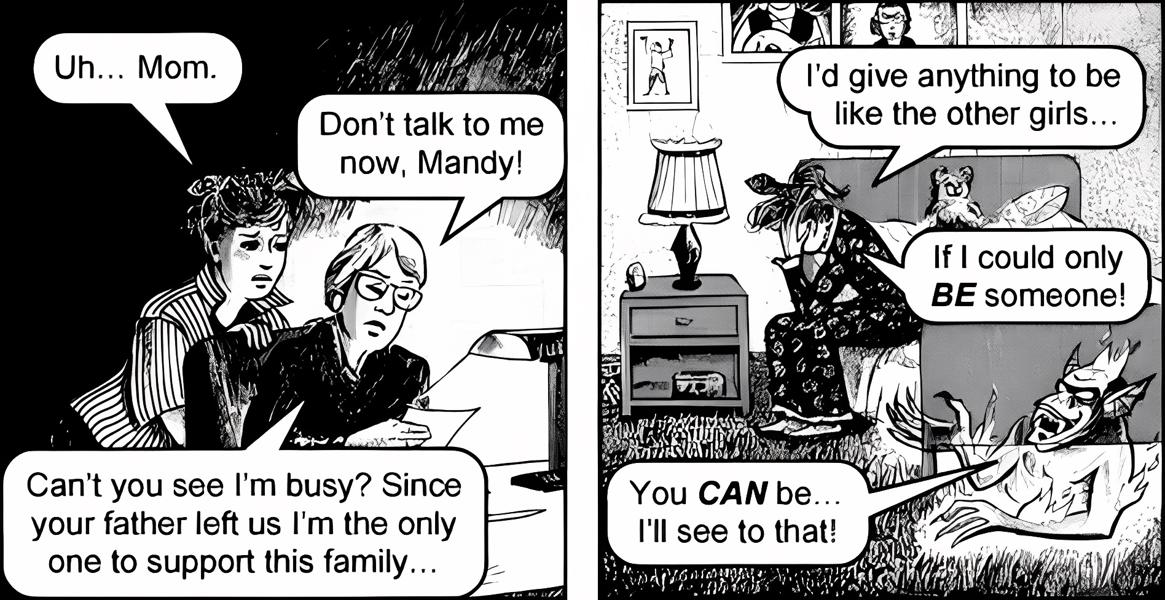 Uh... Mom.
Don't talk to me
now, Mandy!
Can't you see I'm busy? Since
your father left us I'm the only
one to support this family...
I'd give anything to be
like the other girls...
If I could only
BE someone!
You CAN be...
I'll see to that!